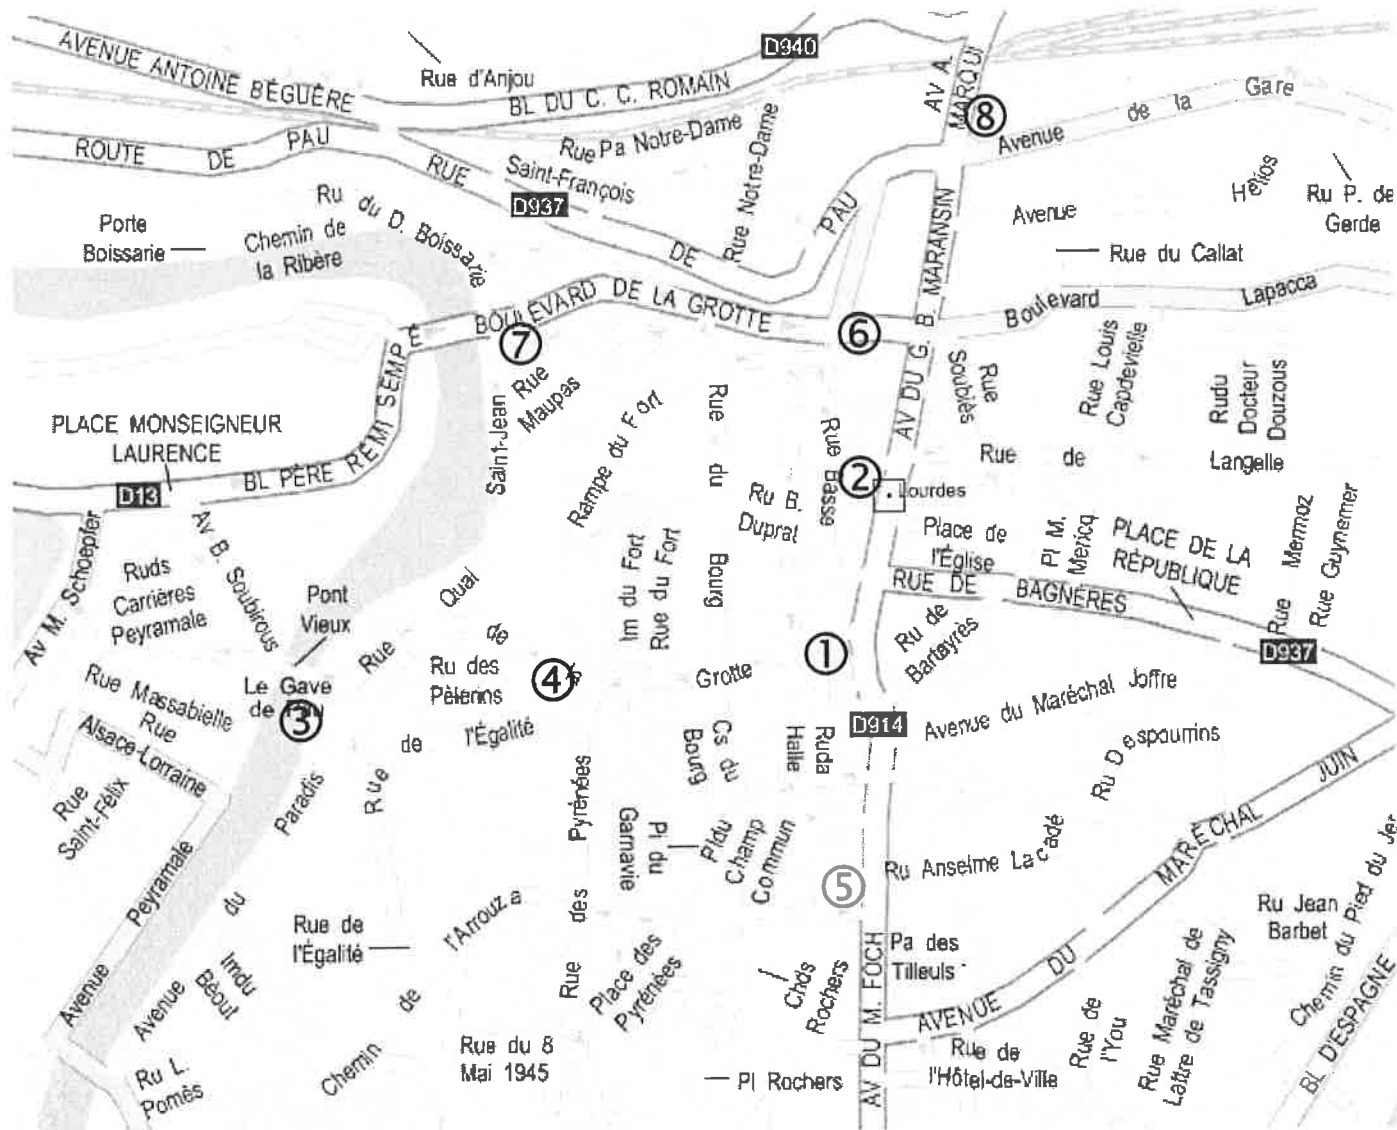 AVENUE ANTOINE BÉGUÈRE
Rue d'Anjou
BL DU C. C. ROMAIN
D940
AV A.
MARQUI
⑧
Avenue de la Gare
ROUTE DE PAU
RUE DE PAU
Rue Pa Notre-Dame
Saint-François
D937
Rue Notre-Dame
Hélios
Avenue
Ru P. de
Gerde
Porte
Boissarie
Ru du D. Boissarie
Chemin de
la Ribère
Rue du Callat
BOULEVARD DE LA GROTTE
AV DU G. B. MARANSIN
Boulevard Lapacca
⑦
⑥
Rue
Maupas
Saint-Jean
Rue
Soubiès
Rue Louis
Capdevielle
Rudu
Docteur
Douzous
PLACE MONSEIGNEUR
LAURENCE
D13
BL PÈRE RÉMI SEMPÉ
Rampe du Fort
Rue du Bourg
Rue Basse
Rue de Langelle
②
Lourdes
Ru B.
Duprat
Av M. Schoepfer
Av B. Soubirous
Place de
l'Église
Pl M.
Mericq
PLACE DE LA
RÉPUBLIQUE
Rue Mermoz
Rue Guynemer
Ruds
Carrières
Peyramale
Pont
Vieux
Quai
Im du Fort
Rue du Fort
RUE DE BAGNÈRES
Ru de
Bartayrès
D937
Rue de
Ru des
Pèlerins
④
Grotte
①
Rue Massabielle
Le Gave
de Pau
③
Rue
Alsace-Lorraine
Rue de l'Égalité
Cs du
Bourg
Ruda
Halle
D914
Avenue du Maréchal Joffre
Ru Despourrins
Rue
Saint-Félix
Avenue du Paradis
Rue des Pyrénées
Pl du
Garnavie
Pldu
Champ
Commun
⑤
Ru Anselme Lacadé
AVENUE DU MARÉCHAL JUIN
Avenue Peyramale
Rue de
l'Égalité
Chemin de l'Arrouza
Imdu
Béout
Place des
Pyrénées
Chds
Rochers
Pa des
Tilleuls
Ru Jean
Barbet
Chemin du Pied du Jer
BL D'ESPAGNE
Ru L.
Pomès
Rue du 8
Mai 1945
Pl Rochers
AV DU M. FOCH
Rue de
l'Hôtel-de-Ville
Rue de
l'You
Rue Maréchal de
Lattre de Tassigny